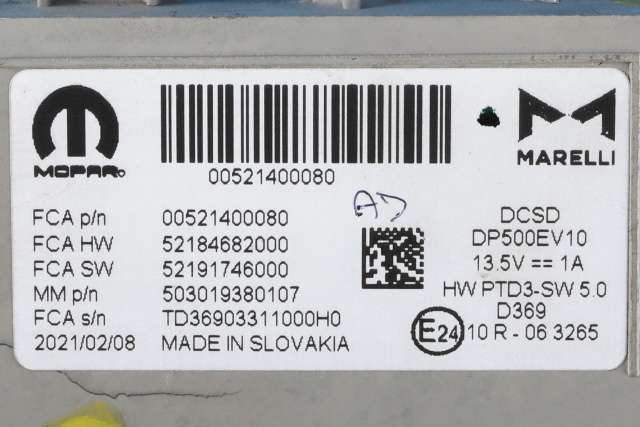 MOPAR®
00521400080
MARELLI
AD
FCA p/n 00521400080
FCA HW 52184682000
FCA SW 52191746000
MM p/n 503019380107
FCA s/n TD36903311000H0
2021/02/08 MADE IN SLOVAKIA
DCSD
DP500EV10
13.5V == 1A
HW PTD3-SW 5.0
D369
E24 10 R - 06 3265